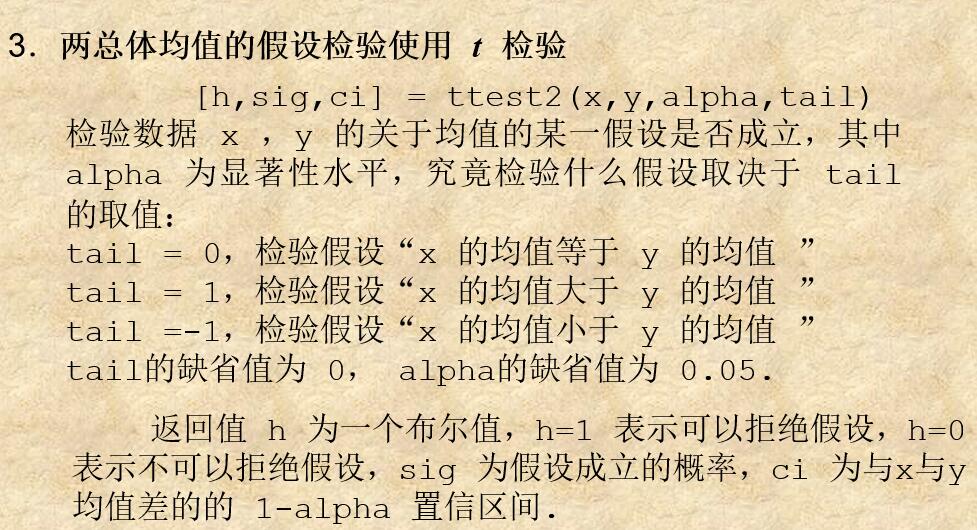 3. 两总体均值的假设检验使用 t 检验
[h,sig,ci] = ttest2(x,y,alpha,tail)
检验数据 x ,y 的关于均值的某一假设是否成立,其中
alpha 为显著性水平,究竟检验什么假设取决于 tail
的取值:
tail = 0,检验假设“x 的均值等于 y 的均值 ”
tail = 1,检验假设“x 的均值大于 y 的均值 ”
tail =-1,检验假设“x 的均值小于 y 的均值 ”
tail的缺省值为 0, alpha的缺省值为 0.05.
返回值 h 为一个布尔值,h=1 表示可以拒绝假设,h=0
表示不可以拒绝假设,sig 为假设成立的概率,ci 为与x与y
均值差的的 1-alpha 置信区间.